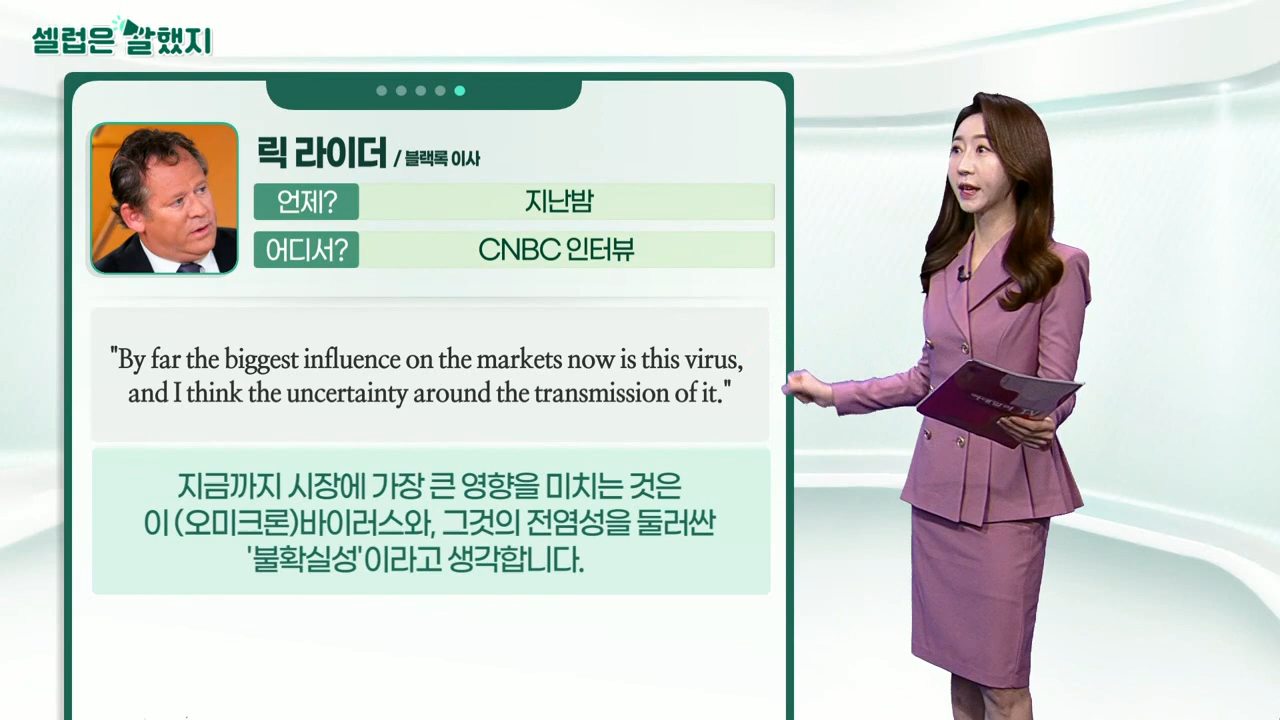 셀럽은 말했지
릭 라이더 / 블랙록 이사
언제? 지난밤
어디서? CNBC 인터뷰
"By far the biggest influence on the markets now is this virus,
and I think the uncertainty around the transmission of it."
지금까지 시장에 가장 큰 영향을 미치는 것은
이 (오미크론)바이러스와, 그것의 전염성을 둘러싼
'불확실성'이라고 생각합니다.